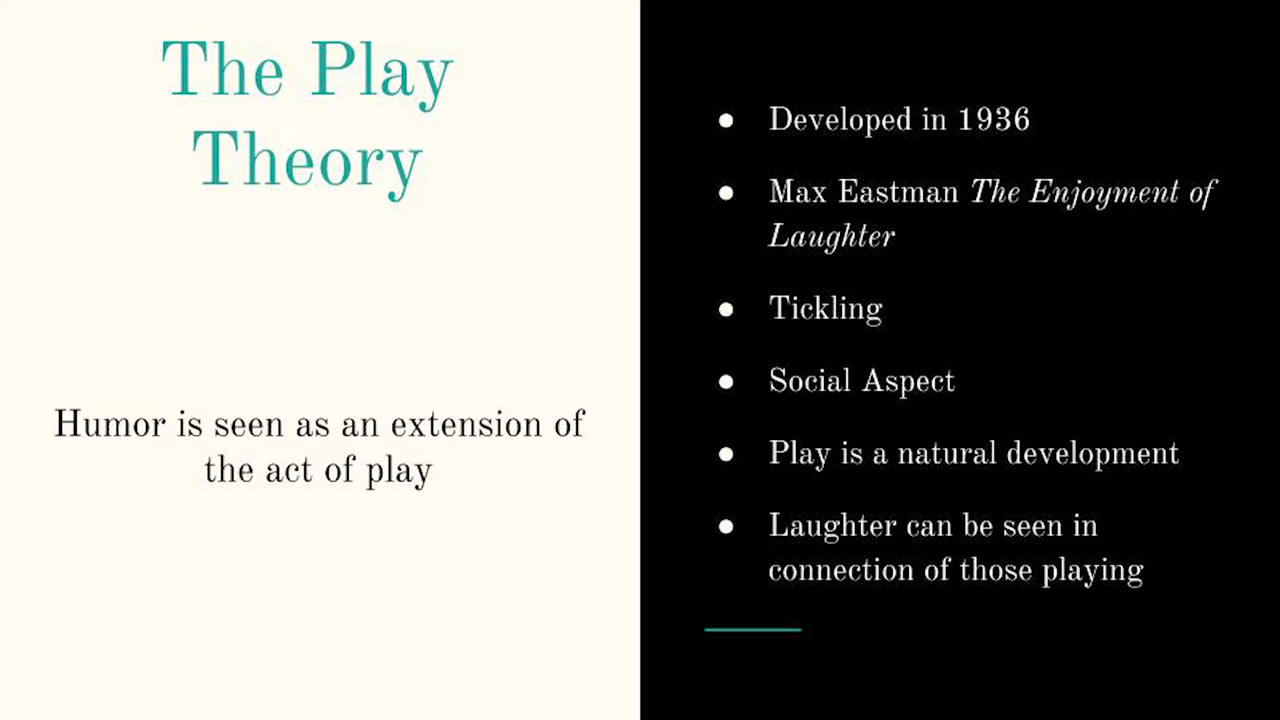 The Play
Theory
Humor is seen as an extension of
the act of play
● Developed in 1936
● Max Eastman The Enjoyment of
Laughter
● Tickling
● Social Aspect
● Play is a natural development
● Laughter can be seen in
connection of those playing